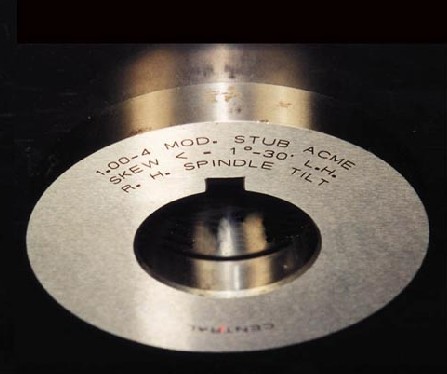 1.00-4 MOD. STUB ACME
SKEW < - 1°-30' L.H.
R. H. SPINDLE TILT
CENTRAL